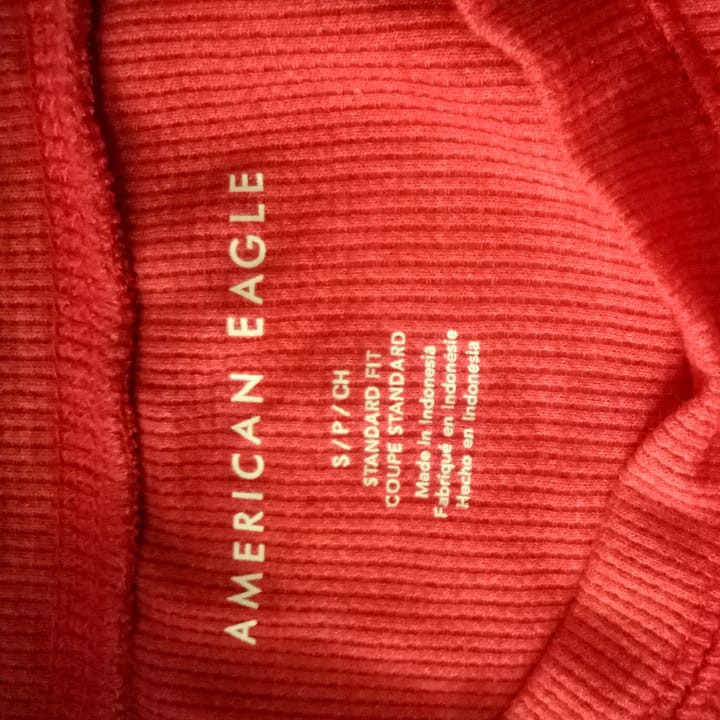 AMERICAN EAGLE
S/P/CH
STANDARD FIT
COUPE STANDARD
Made in Indonesia
Fabriqué en Indonésie
Hecho en Indonesia